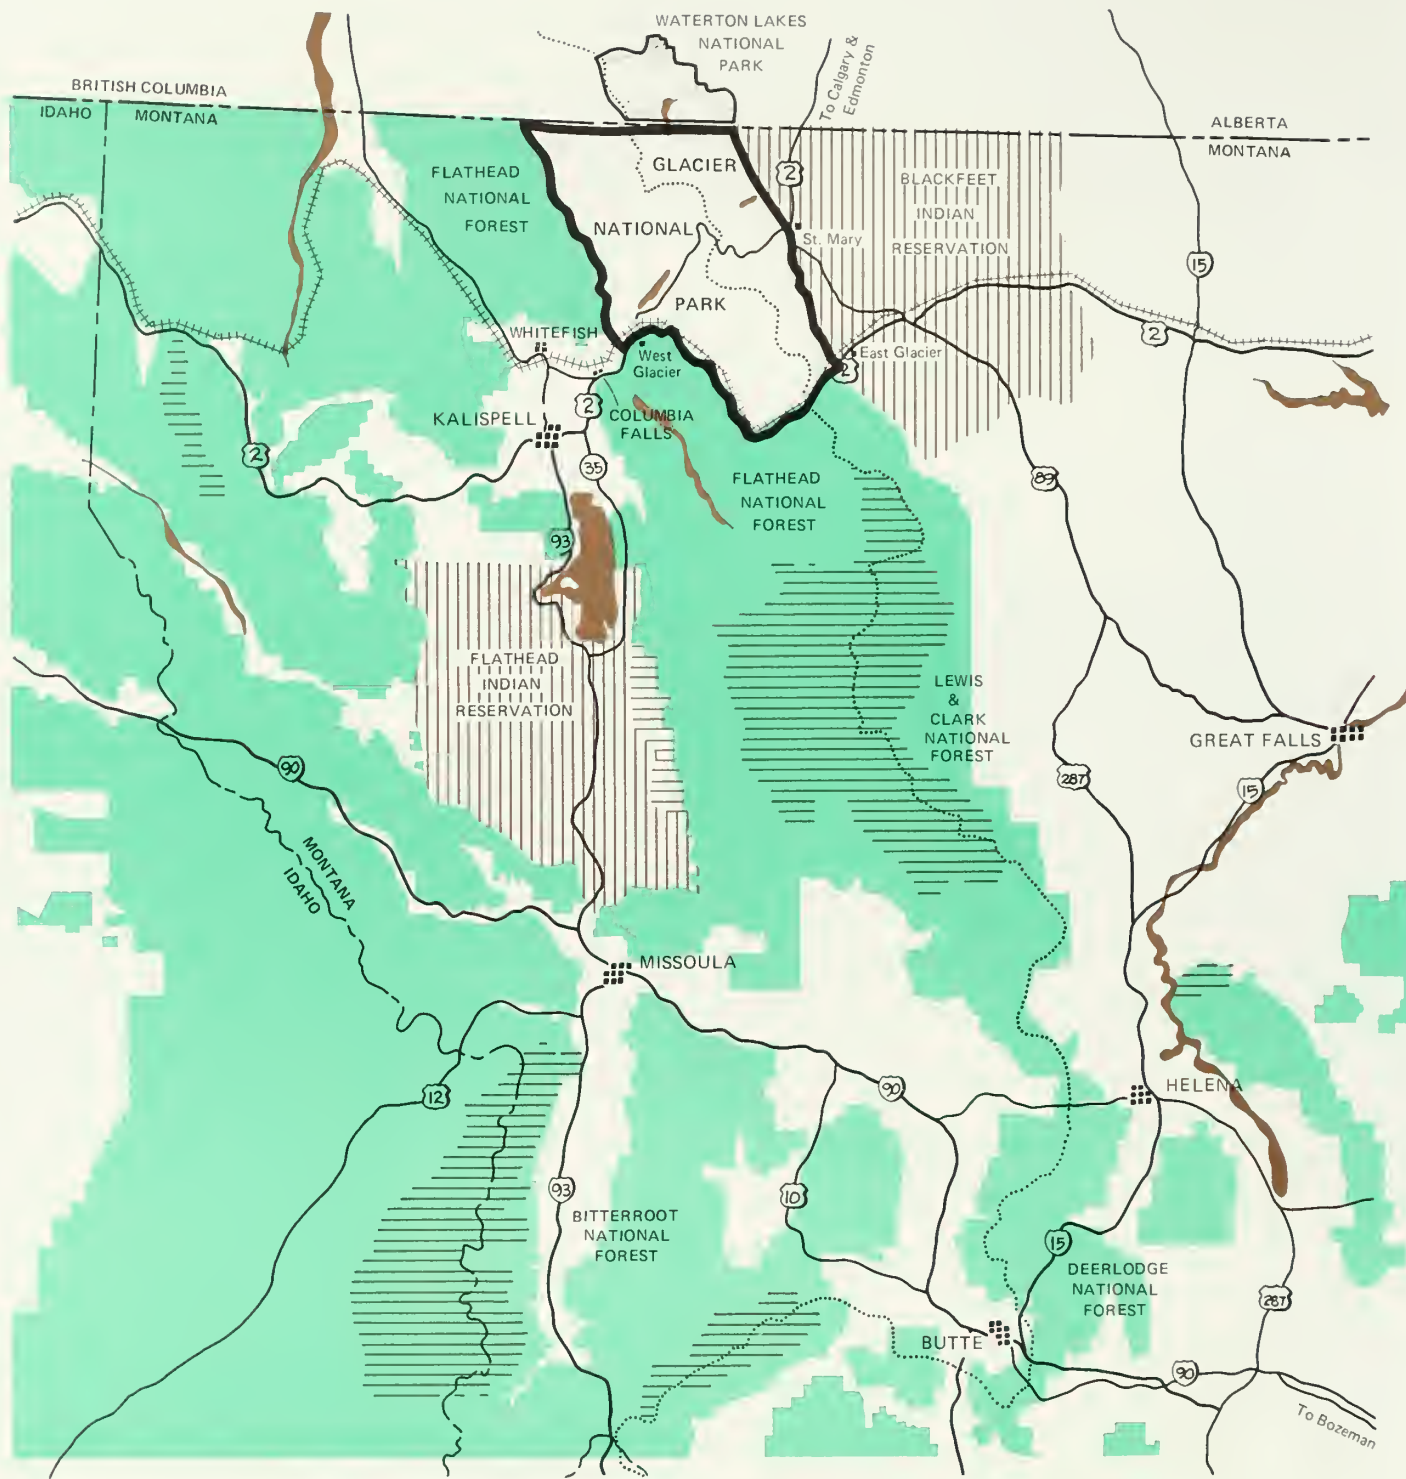 WATERTON LAKES
NATIONAL
PARK
To Calgary &
Edmonton
BRITISH COLUMBIA
IDAHO
MONTANA
ALBERTA
MONTANA
FLATHEAD
NATIONAL
FOREST
GLACIER
NATIONAL
PARK
2
BLACKFEET
INDIAN
RESERVATION
St. Mary
15
2
WHITEFISH
West
Glacier
East Glacier
2
2
COLUMBIA
FALLS
KALISPELL
2
35
89
FLATHEAD
NATIONAL
FOREST
93
FLATHEAD
INDIAN
RESERVATION
LEWIS
&
CLARK
NATIONAL
FOREST
GREAT FALLS
90
287
15
MONTANA
IDAHO
MISSOULA
12
90
HELENA
93
10
BITTERROOT
NATIONAL
FOREST
15
DEERLODGE
NATIONAL
FOREST
287
BUTTE
90
To Bozeman